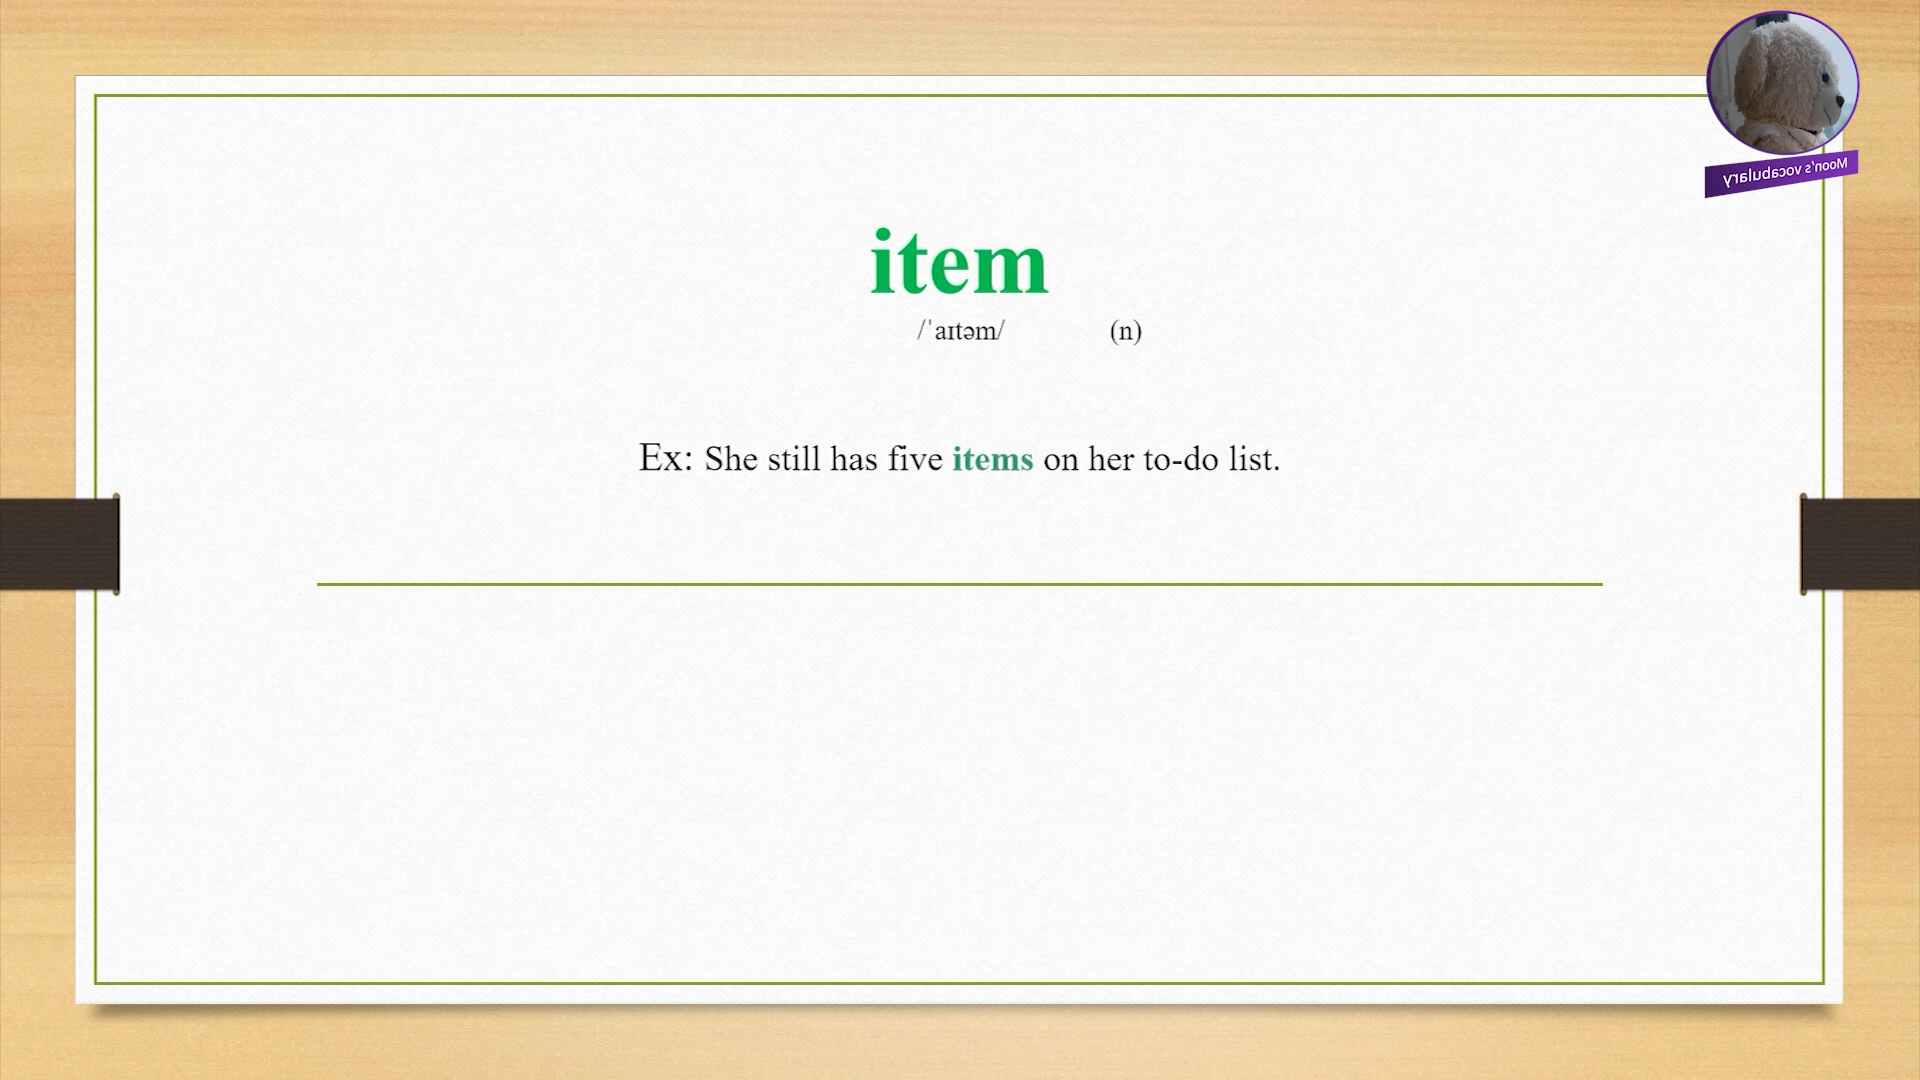 Moon's vocabulary
item
/ˈaɪtəm/ (n)
Ex: She still has five items on her to-do list.